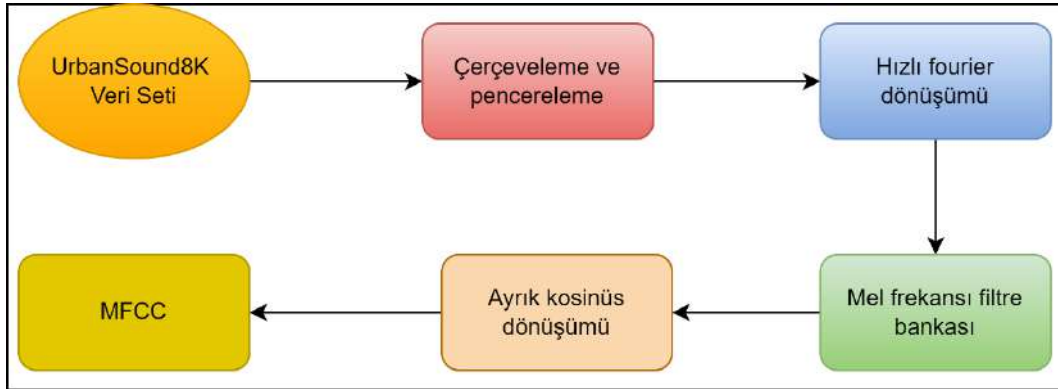 UrbanSound8K
Veri Seti
Çerçeveleme ve
pencereleme
Hızlı fourier
dönüşümü
Mel frekansı filtre
bankası
Ayrık kosinüs
dönüşümü
MFCC